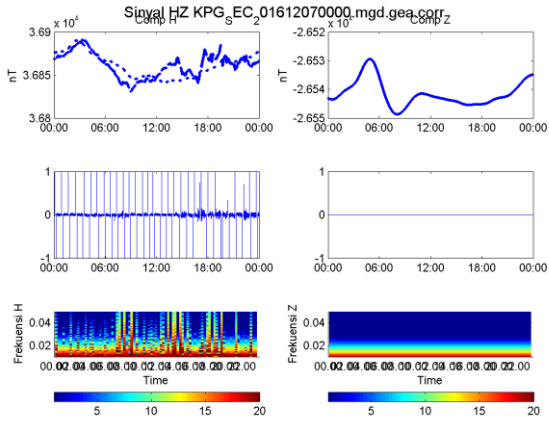 Sinyal HZ KPG_EC_01612070000.mgd.gea.corr
Comp H S 2
Comp Z
x 10^4
3.69
3.685
3.68
nT
00:00 06:00 12:00 18:00 00:00
x 10^4
-2.652
-2.653
-2.654
-2.655
nT
00:00 06:00 12:00 18:00 00:00
1
0
-1
00:00 06:00 12:00 18:00 00:00
1
0
-1
00:00 06:00 12:00 18:00 00:00
Frekuensi H
0.04
0.02
Time
Frekuensi Z
0.04
0.02
Time
5 10 15 20
5 10 15 20